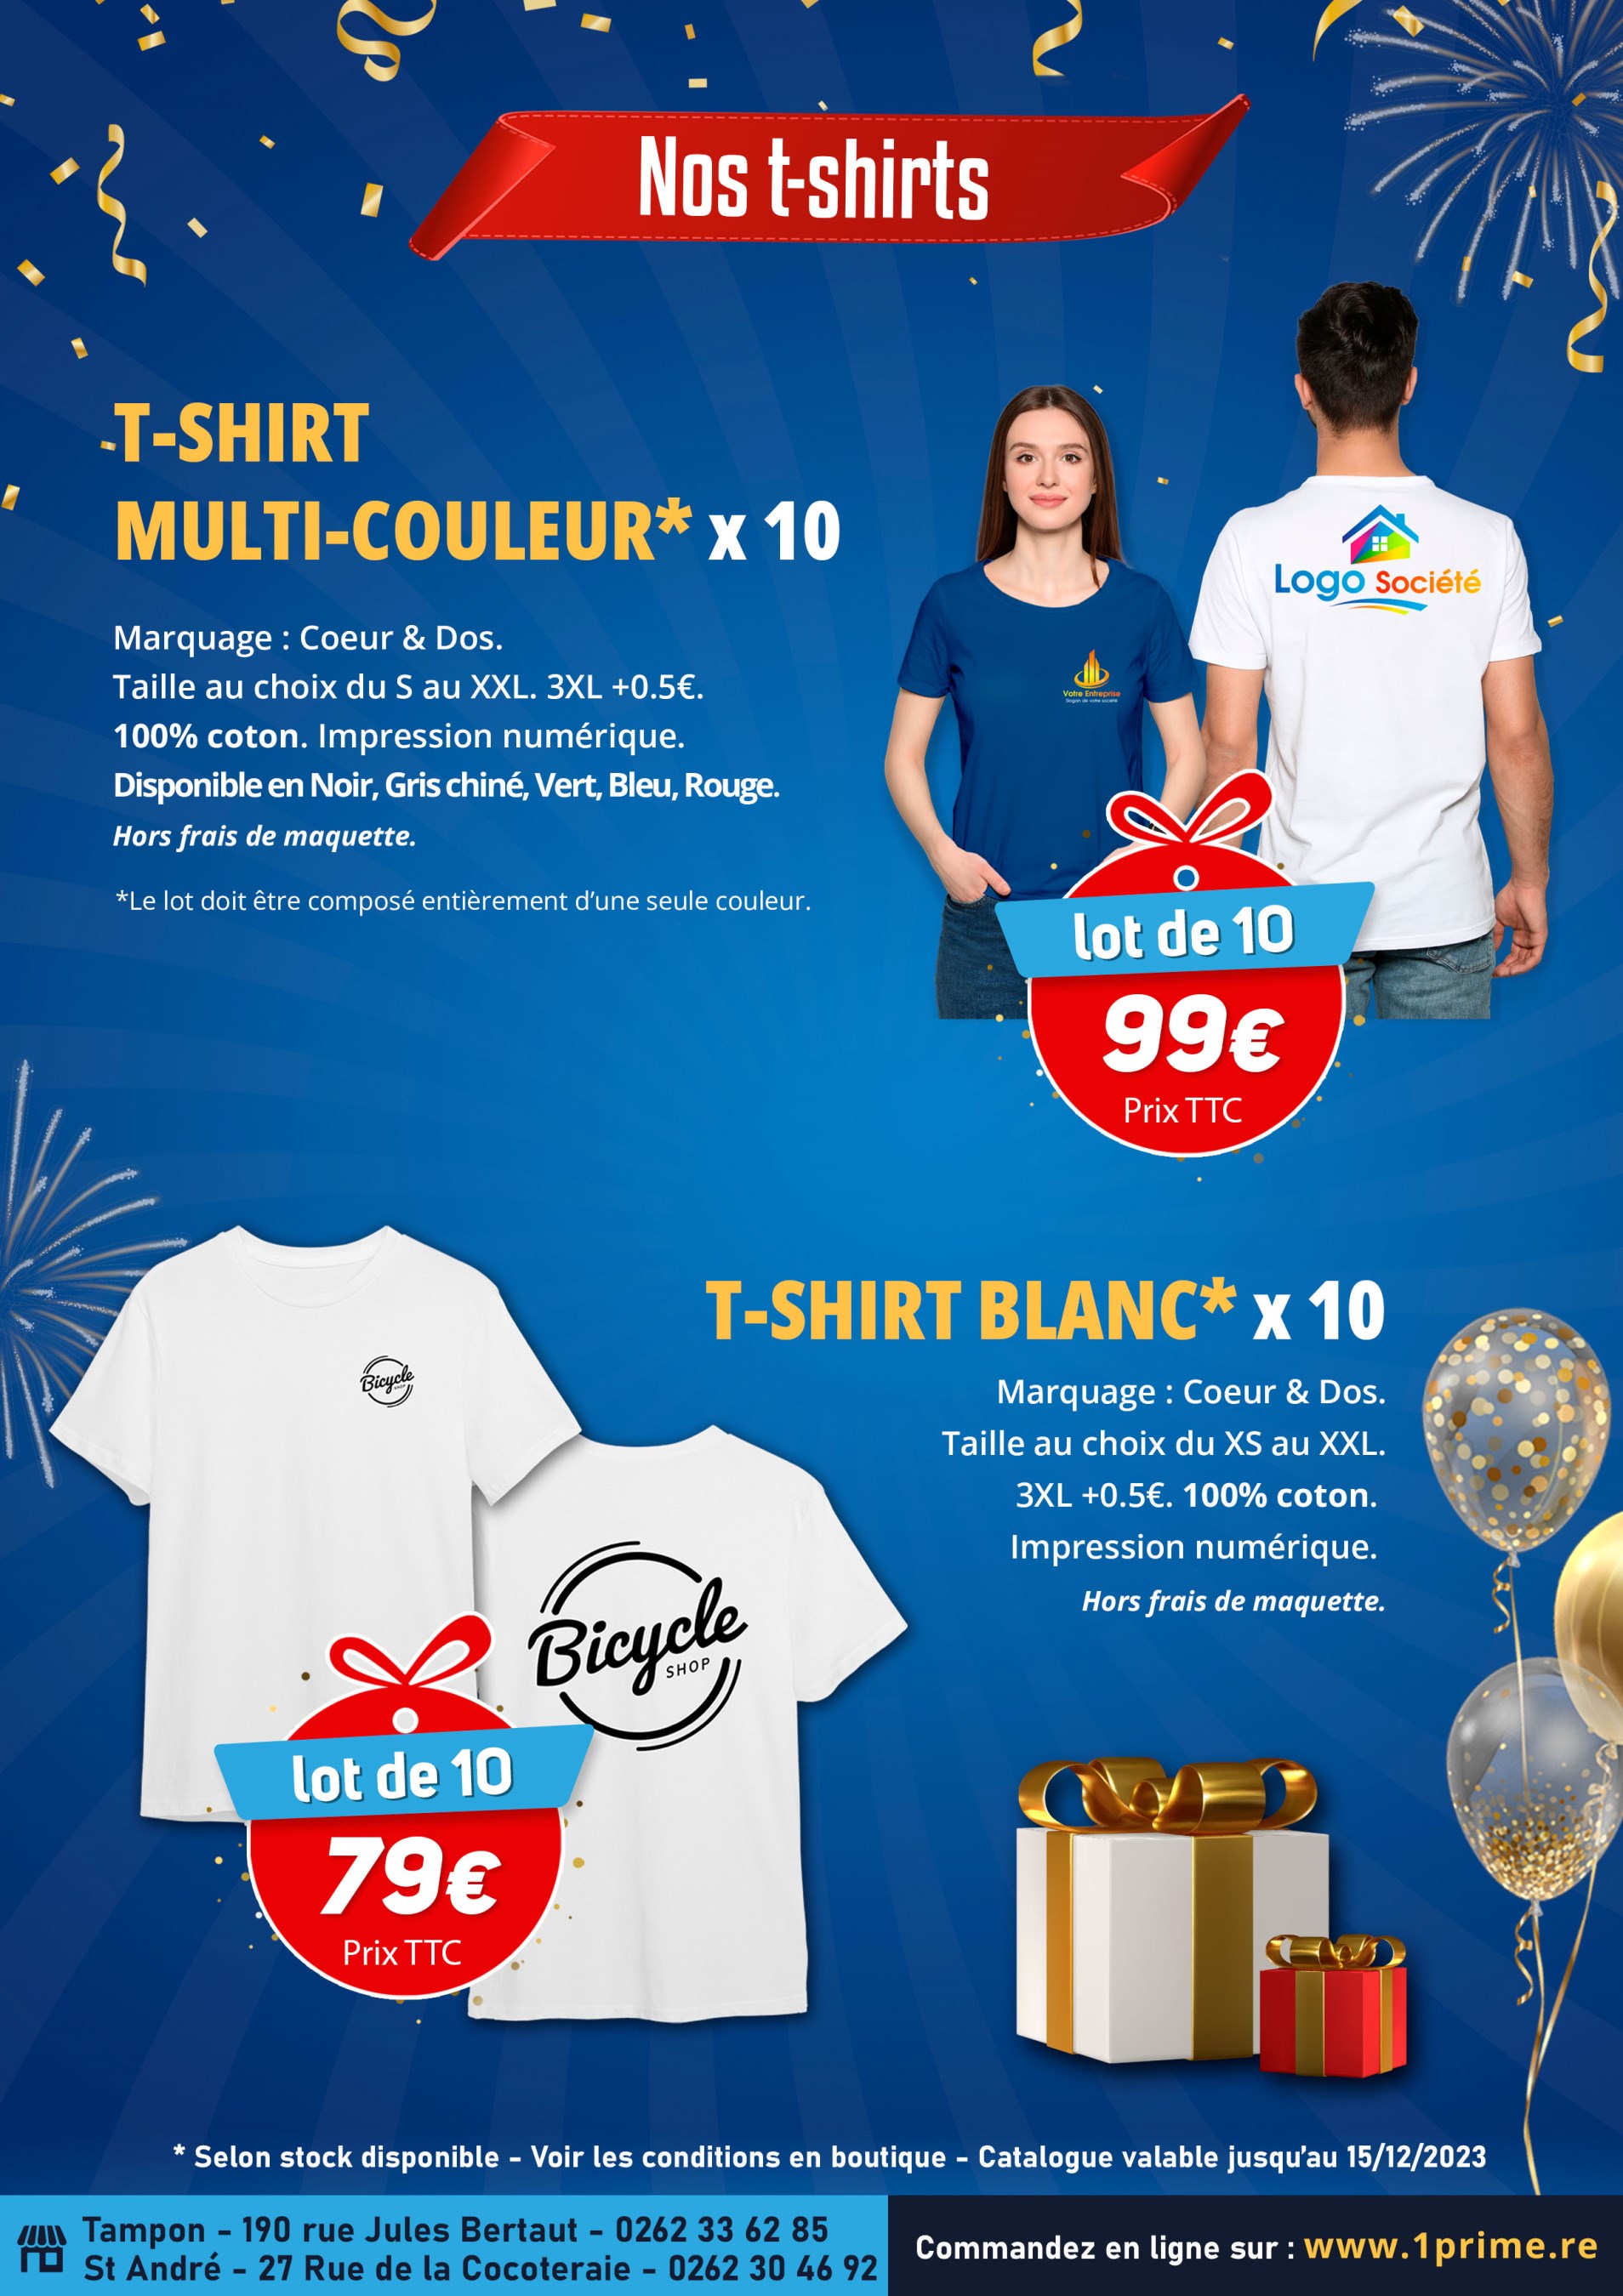 Nos t-shirts
T-SHIRT
MULTI-COULEUR* x 10
Marquage : Coeur & Dos.
Taille au choix du S au XXL. 3XL +0.5€.
100% coton. Impression numérique.
Disponible en Noir, Gris chiné, Vert, Bleu, Rouge.
Hors frais de maquette.
*Le lot doit être composé entièrement d’une seule couleur.
Votre Entreprise
Slogan de votre société
Logo Société
lot de 10
99€
Prix TTC
T-SHIRT BLANC* x 10
Marquage : Coeur & Dos.
Taille au choix du XS au XXL.
3XL +0.5€. 100% coton.
Impression numérique.
Hors frais de maquette.
Bicycle
SHOP
Bicycle
SHOP
lot de 10
79€
Prix TTC
* Selon stock disponible - Voir les conditions en boutique - Catalogue valable jusqu’au 15/12/2023
Tampon - 190 rue Jules Bertaut - 0262 33 62 85
St André - 27 Rue de la Cocoteraie - 0262 30 46 92
Commandez en ligne sur : www.1prime.re